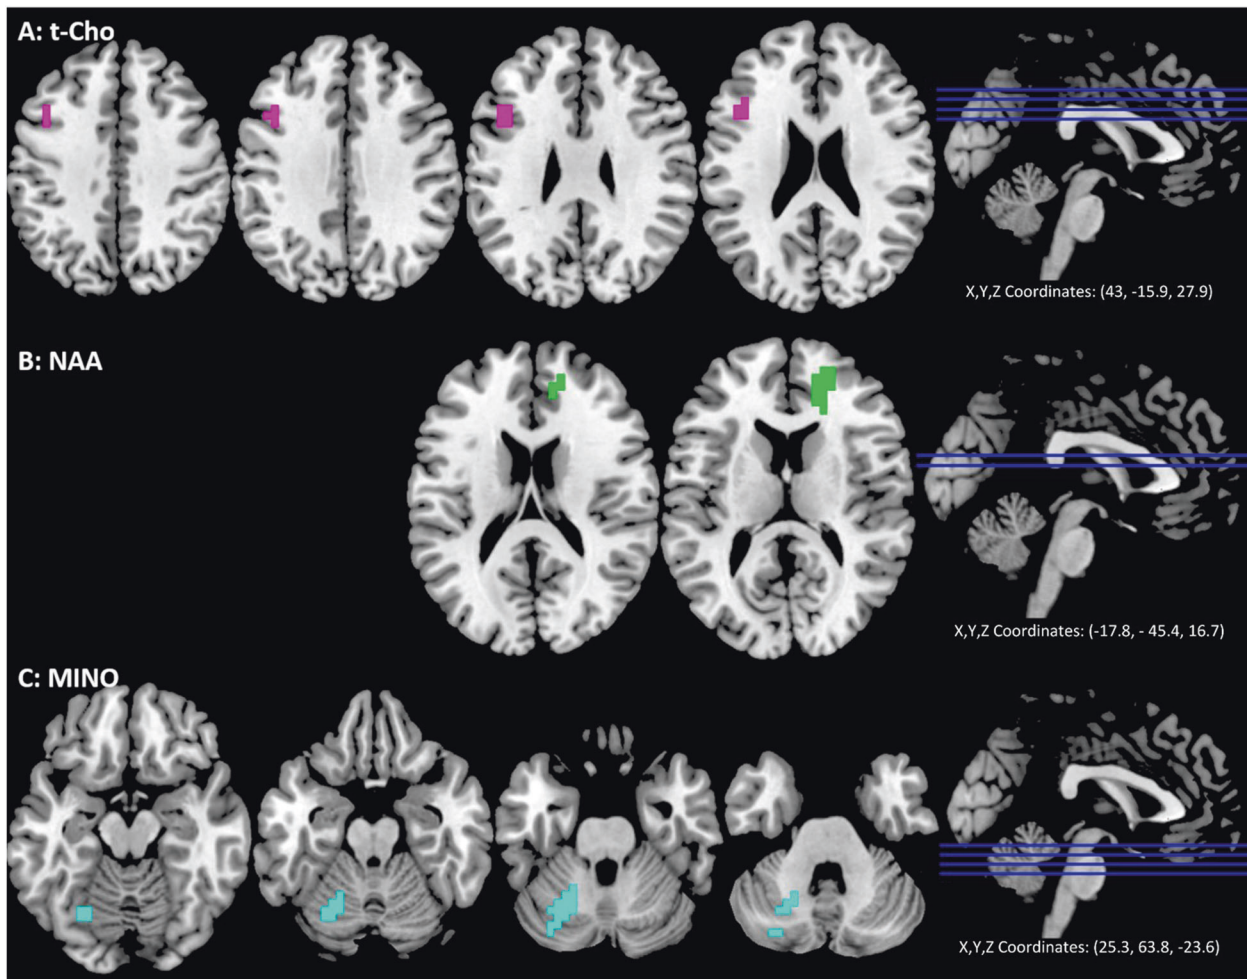 A: t-Cho
X,Y,Z Coordinates: (43, -15.9, 27.9)
B: NAA
X,Y,Z Coordinates: (-17.8, - 45.4, 16.7)
C: MINO
X,Y,Z Coordinates: (25.3, 63.8, -23.6)